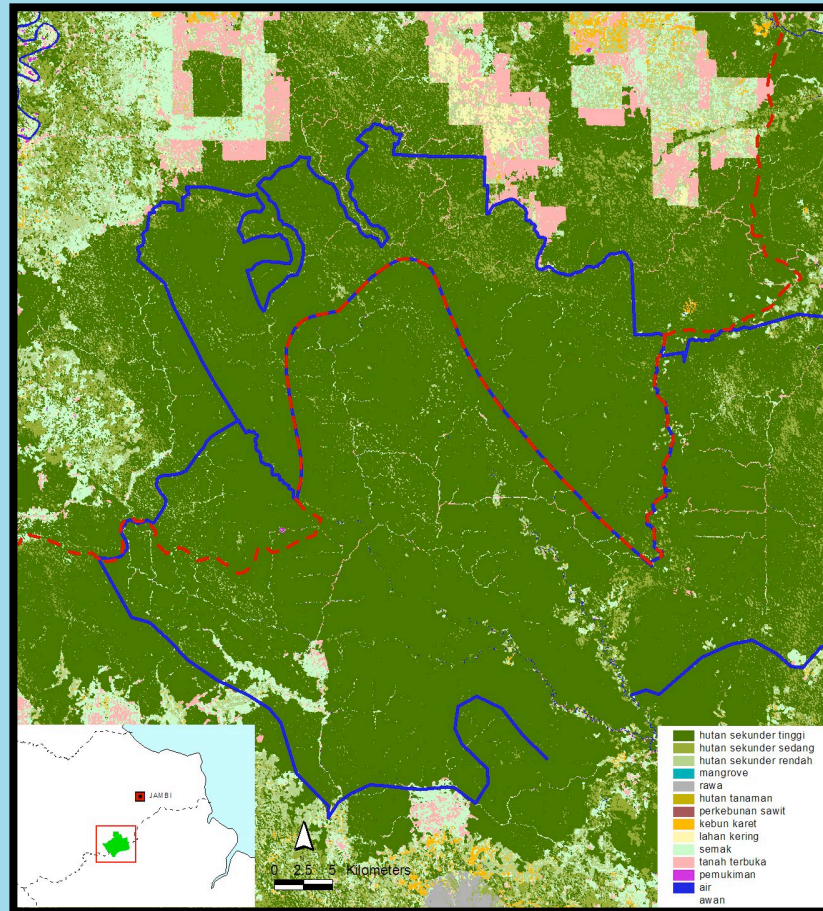 JAMBI
0 2.5 5 Kilometers
hutan sekunder tinggi
hutan sekunder sedang
hutan sekunder rendah
mangrove
rawa
hutan tanaman
perkebunan sawit
kebun karet
lahan kering
semak
tanah terbuka
pemukiman
air
awan